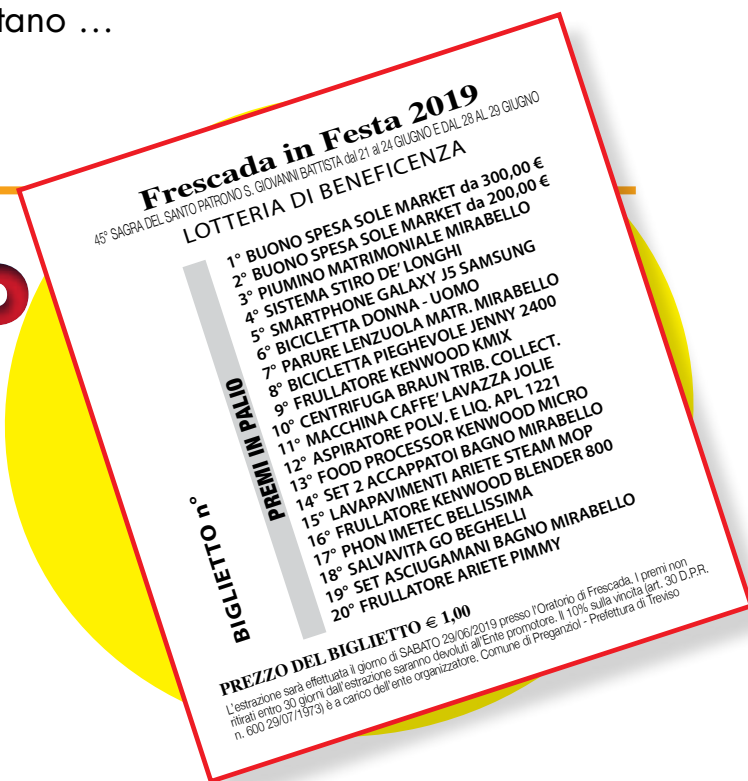 tano ...
Frescada in Festa 2019
45° SAGRA DEL SANTO PATRONO S. GIOVANNI BATTISTA dal 21 al 24 GIUGNO E DAL 28 AL 29 GIUGNO
LOTTERIA DI BENEFICENZA
BIGLIETTO n°
PREMI IN PALIO
1° BUONO SPESA SOLE MARKET da 300,00 €
2° BUONO SPESA SOLE MARKET da 200,00 €
3° PIUMINO MATRIMONIALE MIRABELLO
4° SISTEMA STIRO DE' LONGHI
5° SMARTPHONE GALAXY J5 SAMSUNG
6° BICICLETTA DONNA - UOMO
7° PARURE LENZUOLA MATR. MIRABELLO
8° BICICLETTA PIEGHEVOLE JENNY 2400
9° FRULLATORE KENWOOD KMIX
10° CENTRIFUGA BRAUN TRIB. COLLECT.
11° MACCHINA CAFFE' LAVAZZA JOLIE
12° ASPIRATORE POLV. E LIQ. APL 1221
13° FOOD PROCESSOR KENWOOD MICRO
14° SET 2 ACCAPPATOI BAGNO MIRABELLO
15° LAVAPAVIMENTI ARIETE STEAM MOP
16° FRULLATORE KENWOOD BLENDER 800
17° PHON IMETEC BELLISSIMA
18° SALVAVITA GO BEGHELLI
19° SET ASCIUGAMANI BAGNO MIRABELLO
20° FRULLATORE ARIETE PIMMY
PREZZO DEL BIGLIETTO € 1,00
L'estrazione sarà effettuata il giorno di SABATO 29/06/2019 presso l'Oratorio di Frescada. I premi non
ritirati entro 30 giorni dall'estrazione saranno devoluti all'Ente promotore. Il 10% sulla vincita (art. 30 D.P.R.
n. 600 29/07/1973) è a carico dell'ente organizzatore. Comune di Preganziol - Prefettura di Treviso